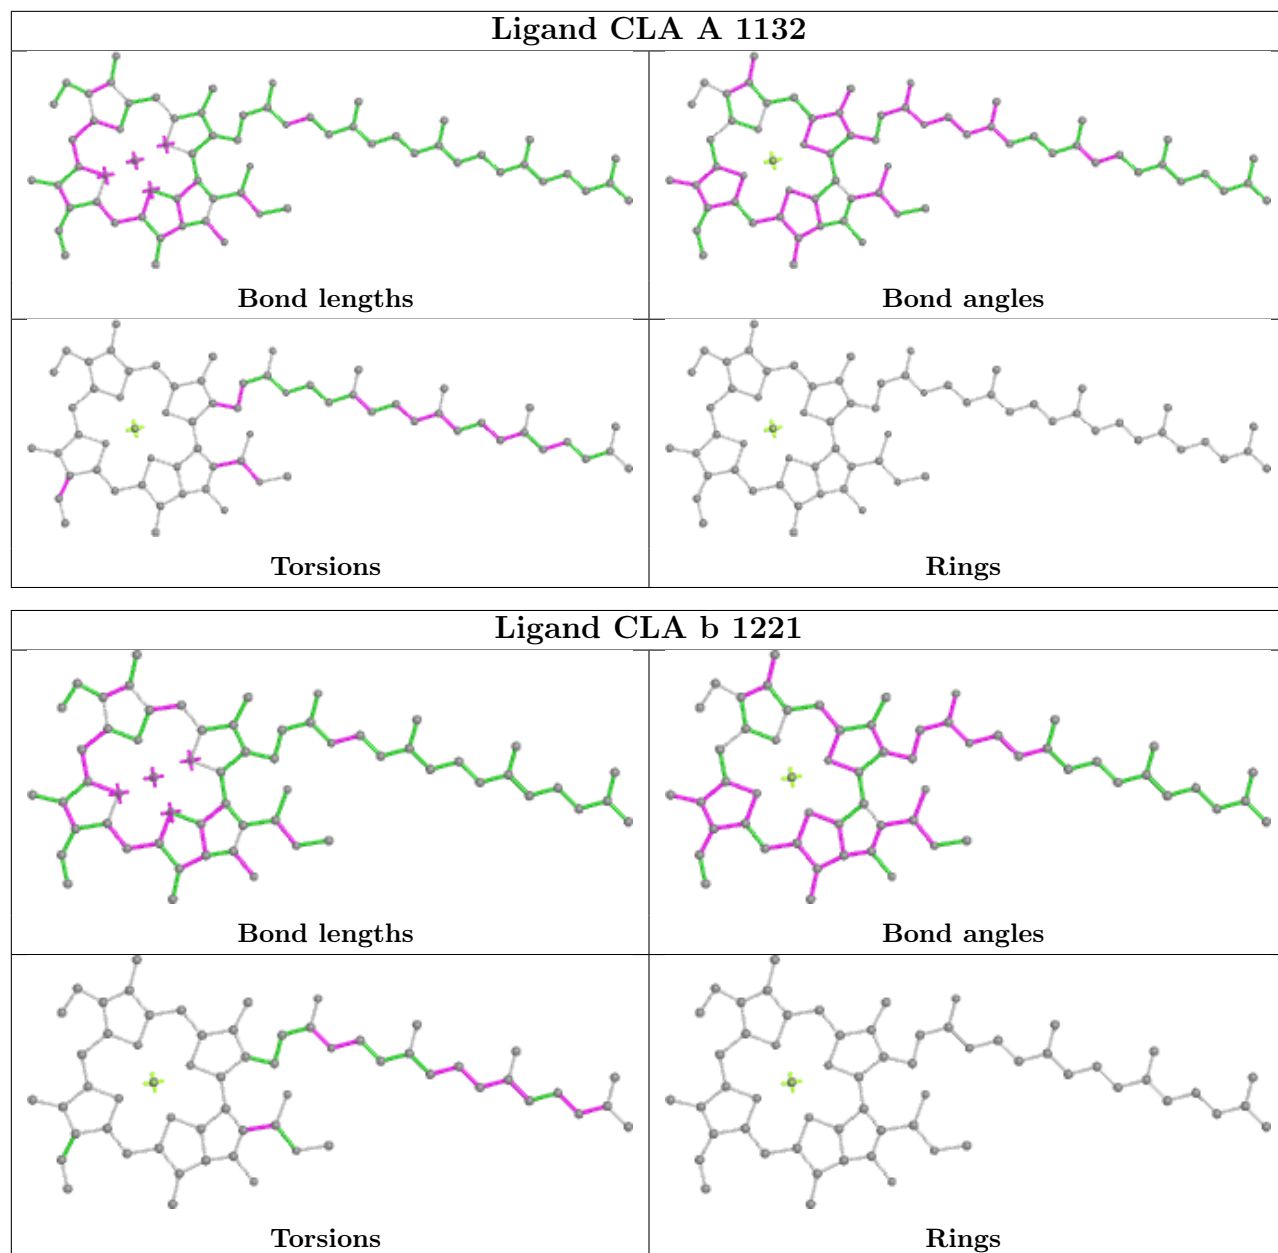 Ligand CLA A 1132
Bond lengths
Bond angles
Torsions
Rings
Ligand CLA b 1221
Bond lengths
Bond angles
Torsions
Rings